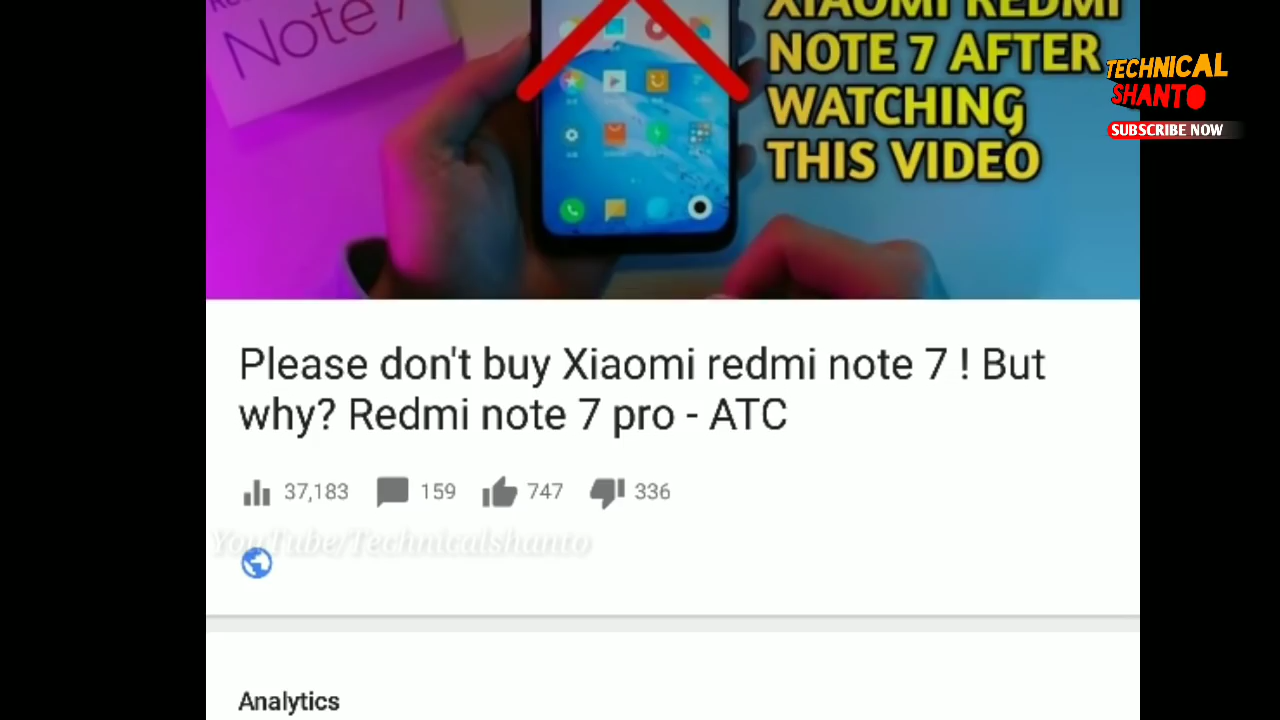 Note 7
XIAOMI REDMI
NOTE 7 AFTER
WATCHING
THIS VIDEO
TECHNICAL
SHANTO
SUBSCRIBE NOW
Please don't buy Xiaomi redmi note 7 ! But
why? Redmi note 7 pro - ATC
37,183 159 747 336
YouTube/Technicalshanto
Analytics